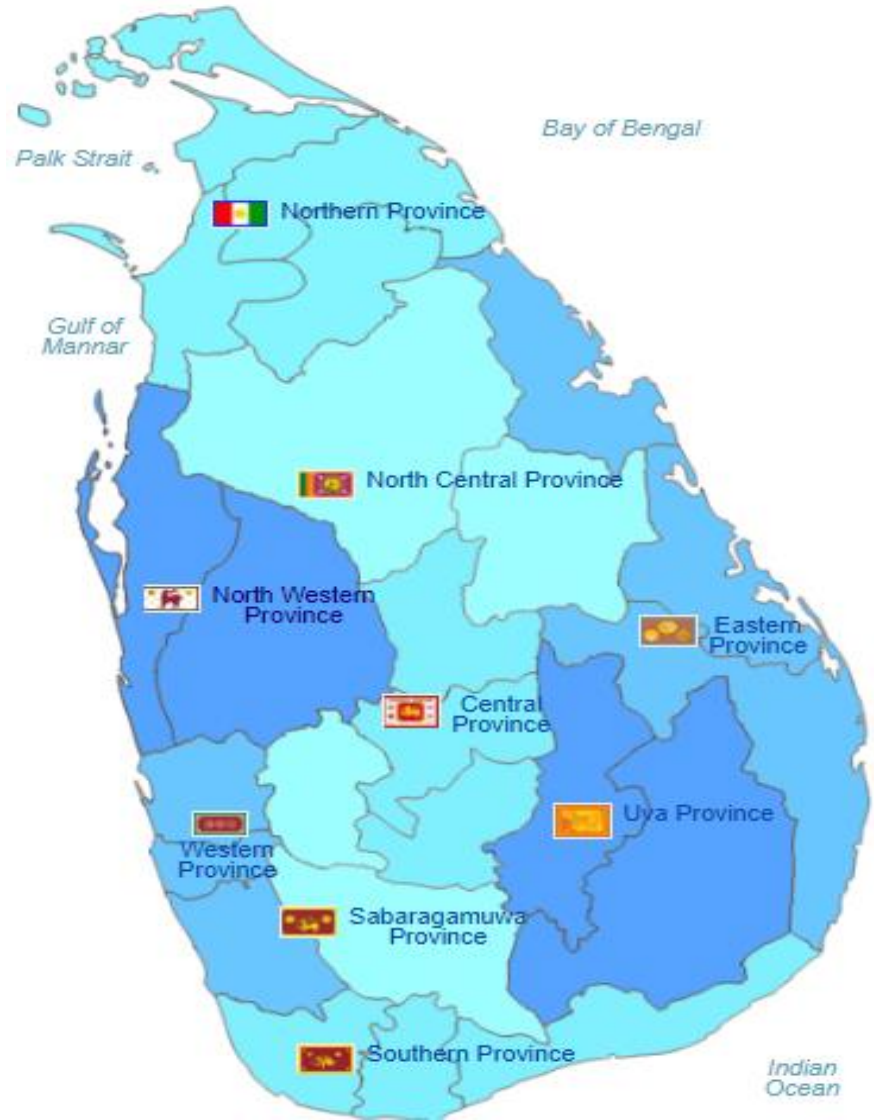 Bay of Bengal
Palk Strait
Northern Province
Gulf of
Mannar
North Central Province
North Western
Province
Eastern
Province
Central
Province
Uva Province
Western
Province
Sabaragamuwa
Province
Southern Province
Indian
Ocean